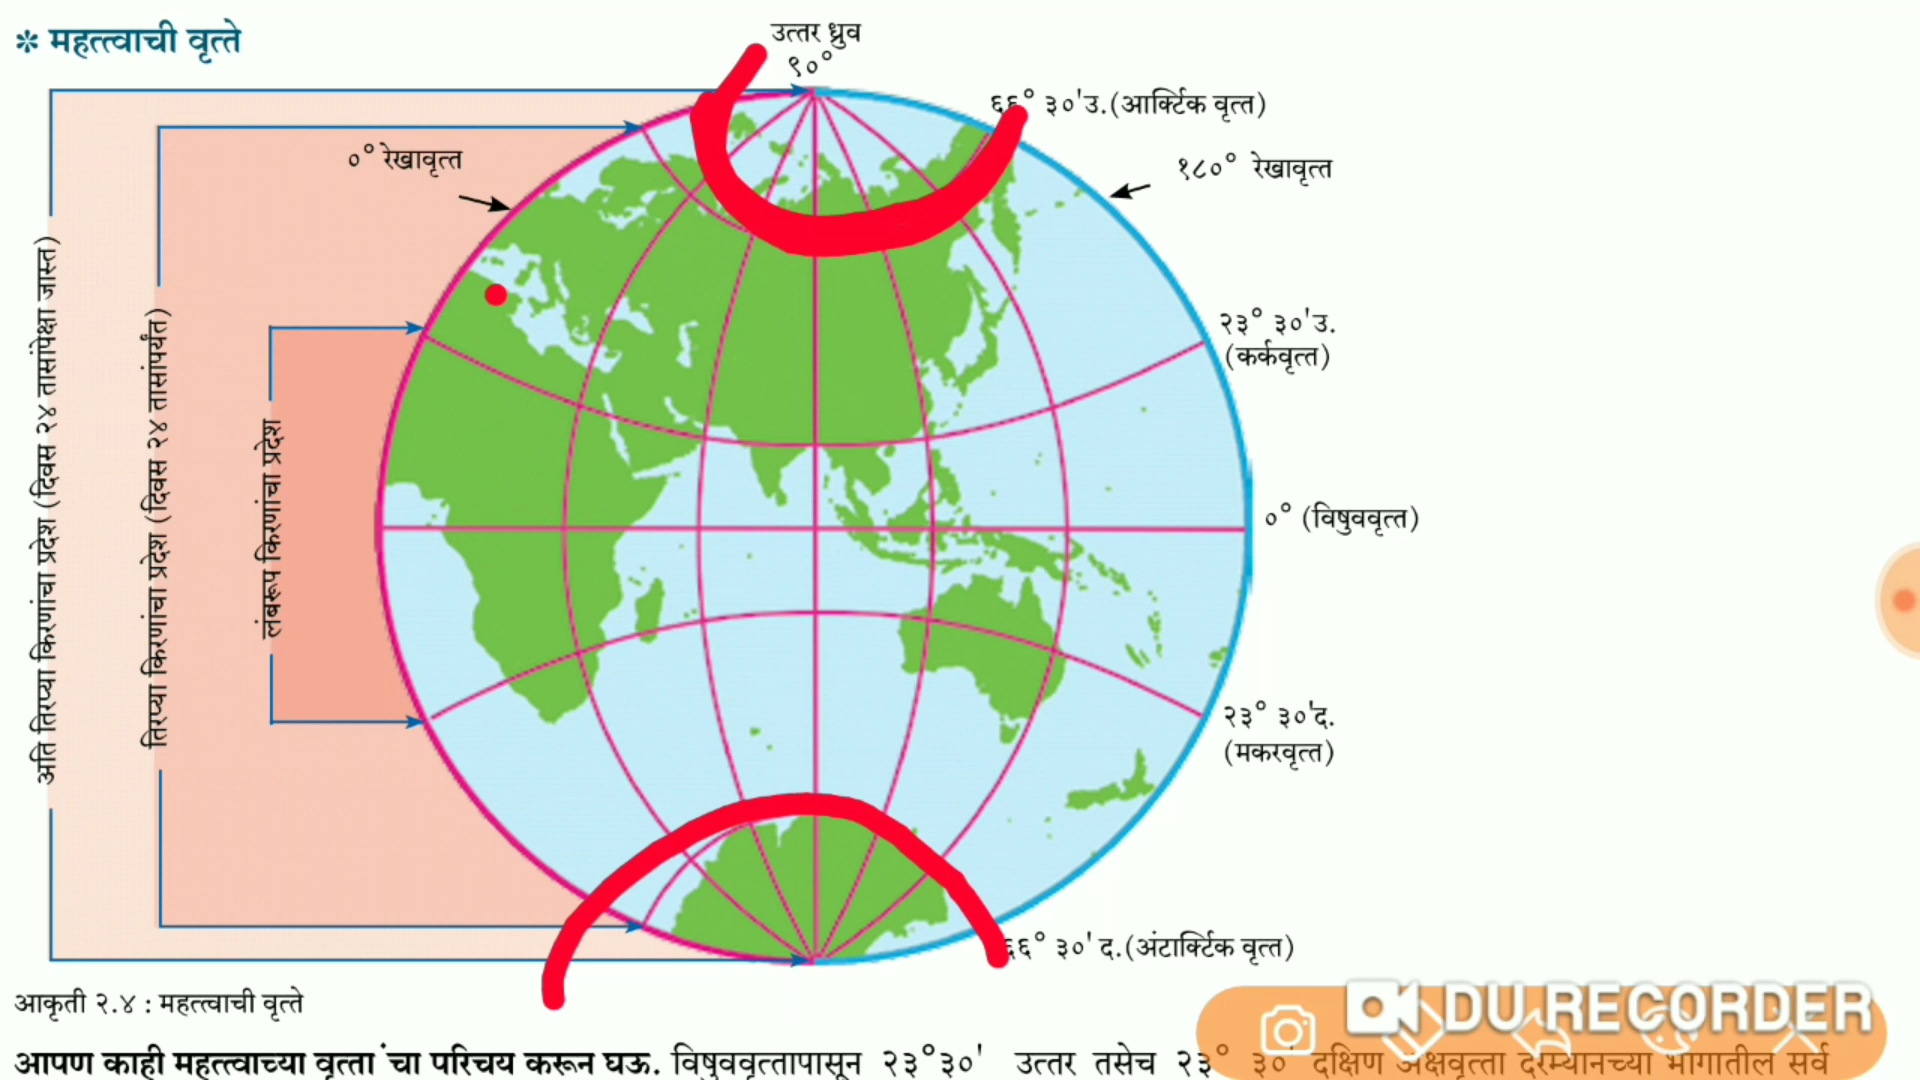 * महत्त्वाची वृत्ते
उत्तर ध्रुव
९०°
६६° ३०'उ.(आर्क्टिक वृत्त)
०° रेखावृत्त
१८०° रेखावृत्त
अति तिरप्या किरणांचा प्रदेश (दिवस २४ तासांपेक्षा जास्त)
तिरप्या किरणांचा प्रदेश (दिवस २४ तासांपर्यंत)
लंबरूप किरणांचा प्रदेश
२३° ३०'उ.
(कर्कवृत्त)
०° (विषुववृत्त)
२३° ३०'द.
(मकरवृत्त)
६६° ३०' द.(अंटार्क्टिक वृत्त)
आकृती २.४ : महत्त्वाची वृत्ते
DU RECORDER
आपण काही महत्त्वाच्या वृत्तांचा परिचय करून घऊ. विषुववृत्तापासून २३°३०' उत्तर तसेच २३° ३०' दक्षिण अक्षवृत्ता दरम्यानच्या भागातील सर्व